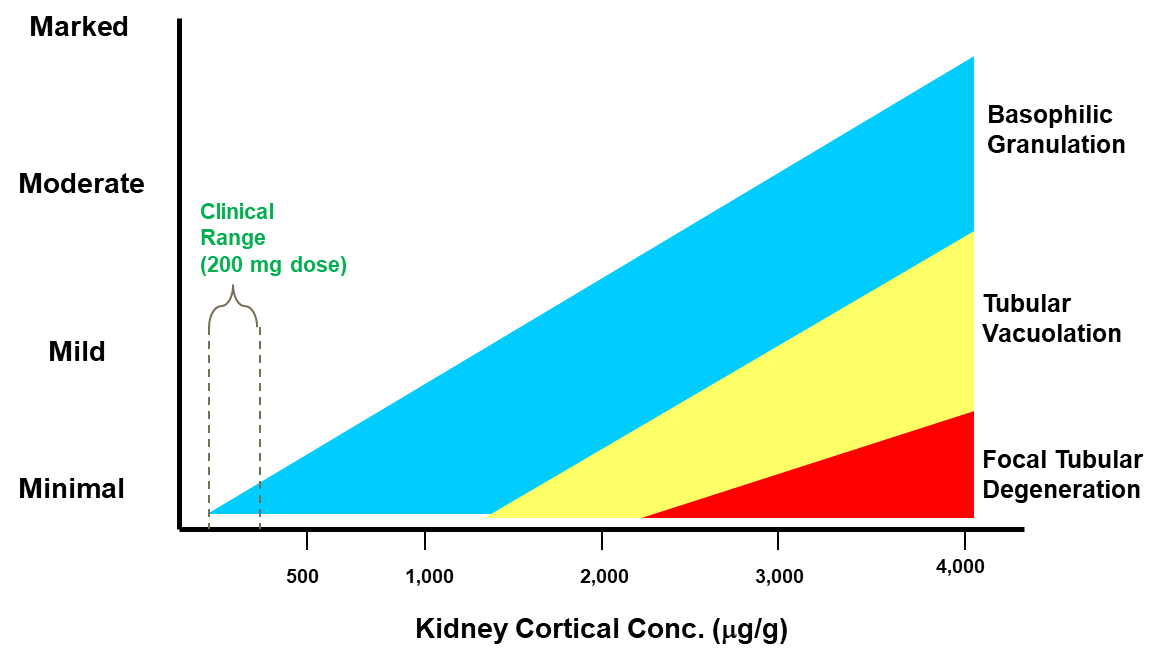 Marked
Moderate
Mild
Minimal
Clinical
Range
(200 mg dose)
Basophilic
Granulation
Tubular
Vacuolation
Focal Tubular
Degeneration
500
1,000
2,000
3,000
4,000
Kidney Cortical Conc. (μg/g)